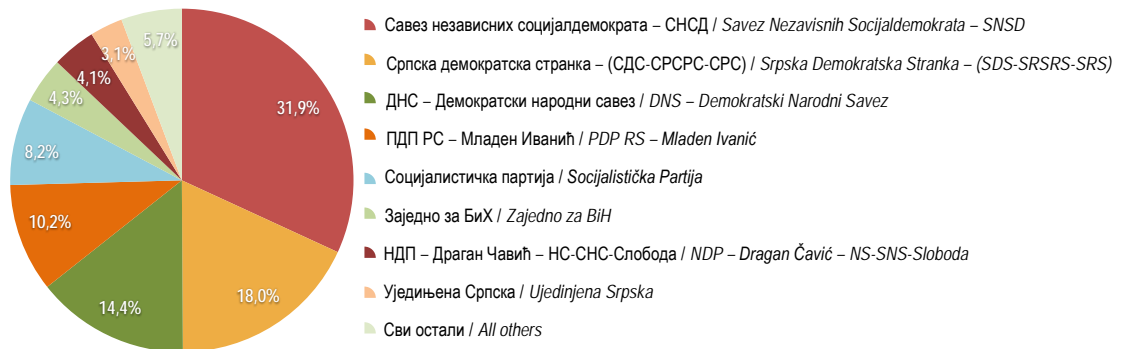 5,7%
3,1%
4,1%
4,3%
8,2%
10,2%
14,4%
18,0%
31,9%
Савез независних социјалдемократа – СНСД / Savez Nezavisnih Socijaldemokrata – SNSD
Српска демократска странка – (СДС-СРСРС-СРС) / Srpska Demokratska Stranka – (SDS-SRSRS-SRS)
ДНС – Демократски народни савез / DNS – Demokratski Narodni Savez
ПДП РС – Младен Иванић / PDP RS – Mladen Ivanić
Социјалистичка партија / Socijalistička Partija
Заједно за БиХ / Zajedno za BiH
НДП – Драган Чавић – НС-СНС-Слобода / NDP – Dragan Čavić – NS-SNS-Sloboda
Уједињена Српска / Ujedinjena Srpska
Сви остали / All others